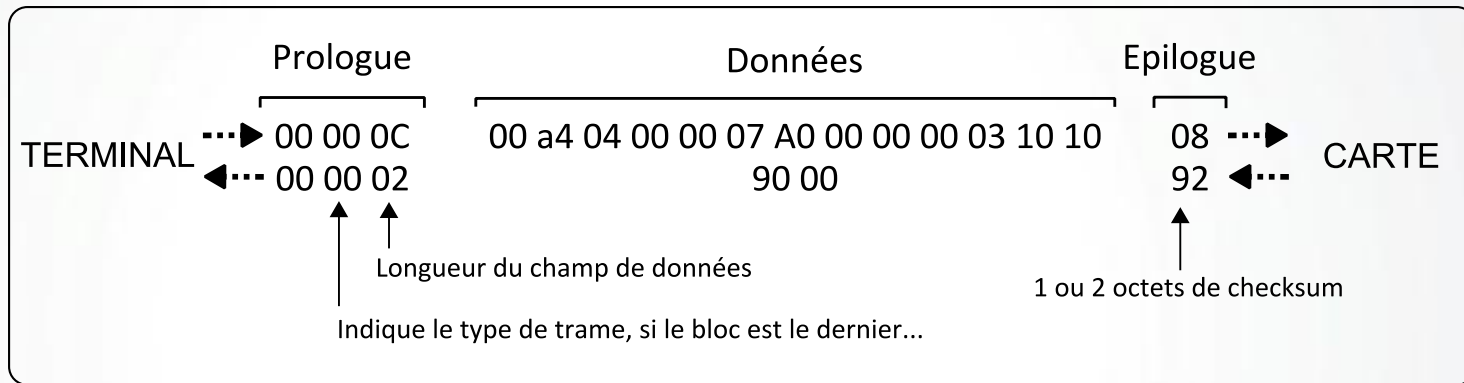 Prologue Données Epilogue
TERMINAL 00 00 0C 00 a4 04 00 00 07 A0 00 00 00 03 10 10 08 CARTE
00 00 02 90 00 92
Longueur du champ de données
1 ou 2 octets de checksum
Indique le type de trame, si le bloc est le dernier...